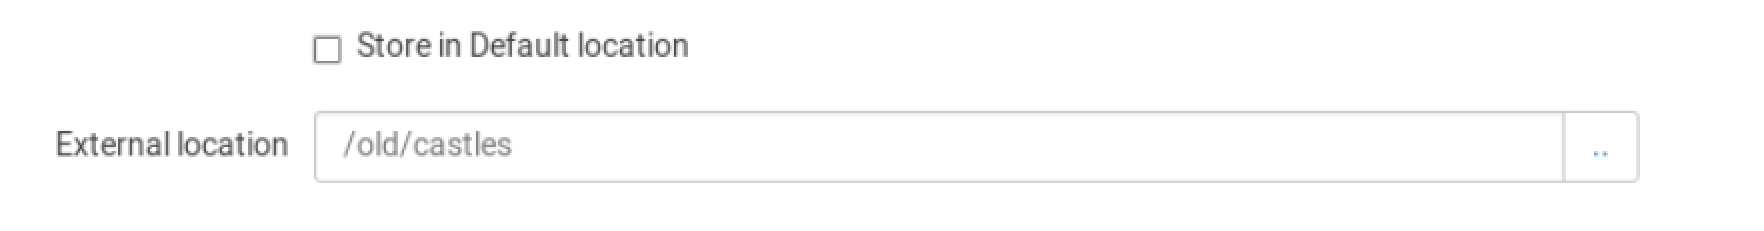 Store in Default location
External location /old/castles ..